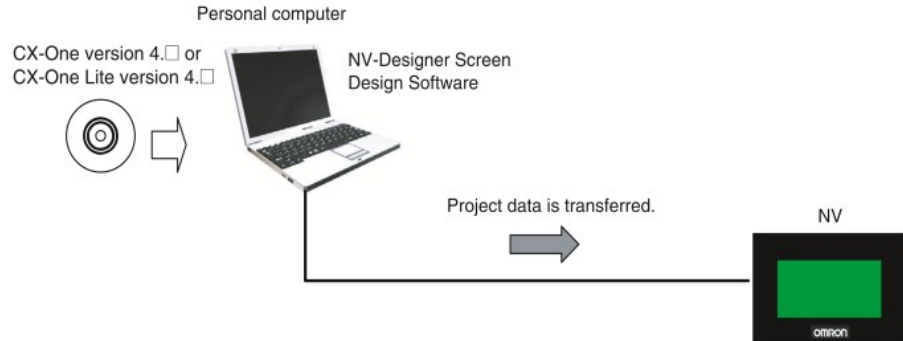 Personal computer
CX-One version 4.□ or
CX-One Lite version 4.□
NV-Designer Screen
Design Software
Project data is transferred.
NV
OMRON